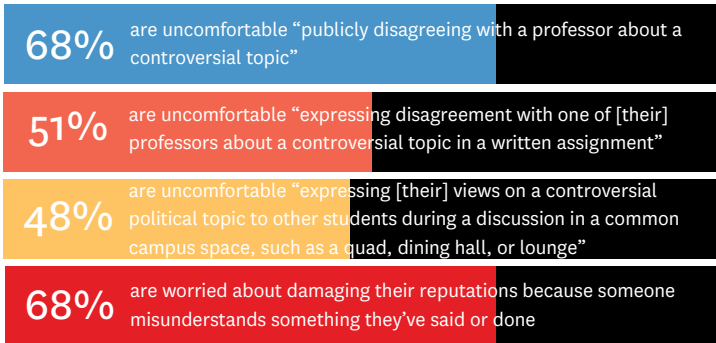 68%
are uncomfortable “publicly disagreeing with a professor about a
controversial topic”
51%
are uncomfortable “expressing disagreement with one of [their]
professors about a controversial topic in a written assignment”
48%
are uncomfortable “expressing [their] views on a controversial
political topic to other students during a discussion in a common
campus space, such as a quad, dining hall, or lounge”
68%
are worried about damaging their reputations because someone
misunderstands something they’ve said or done